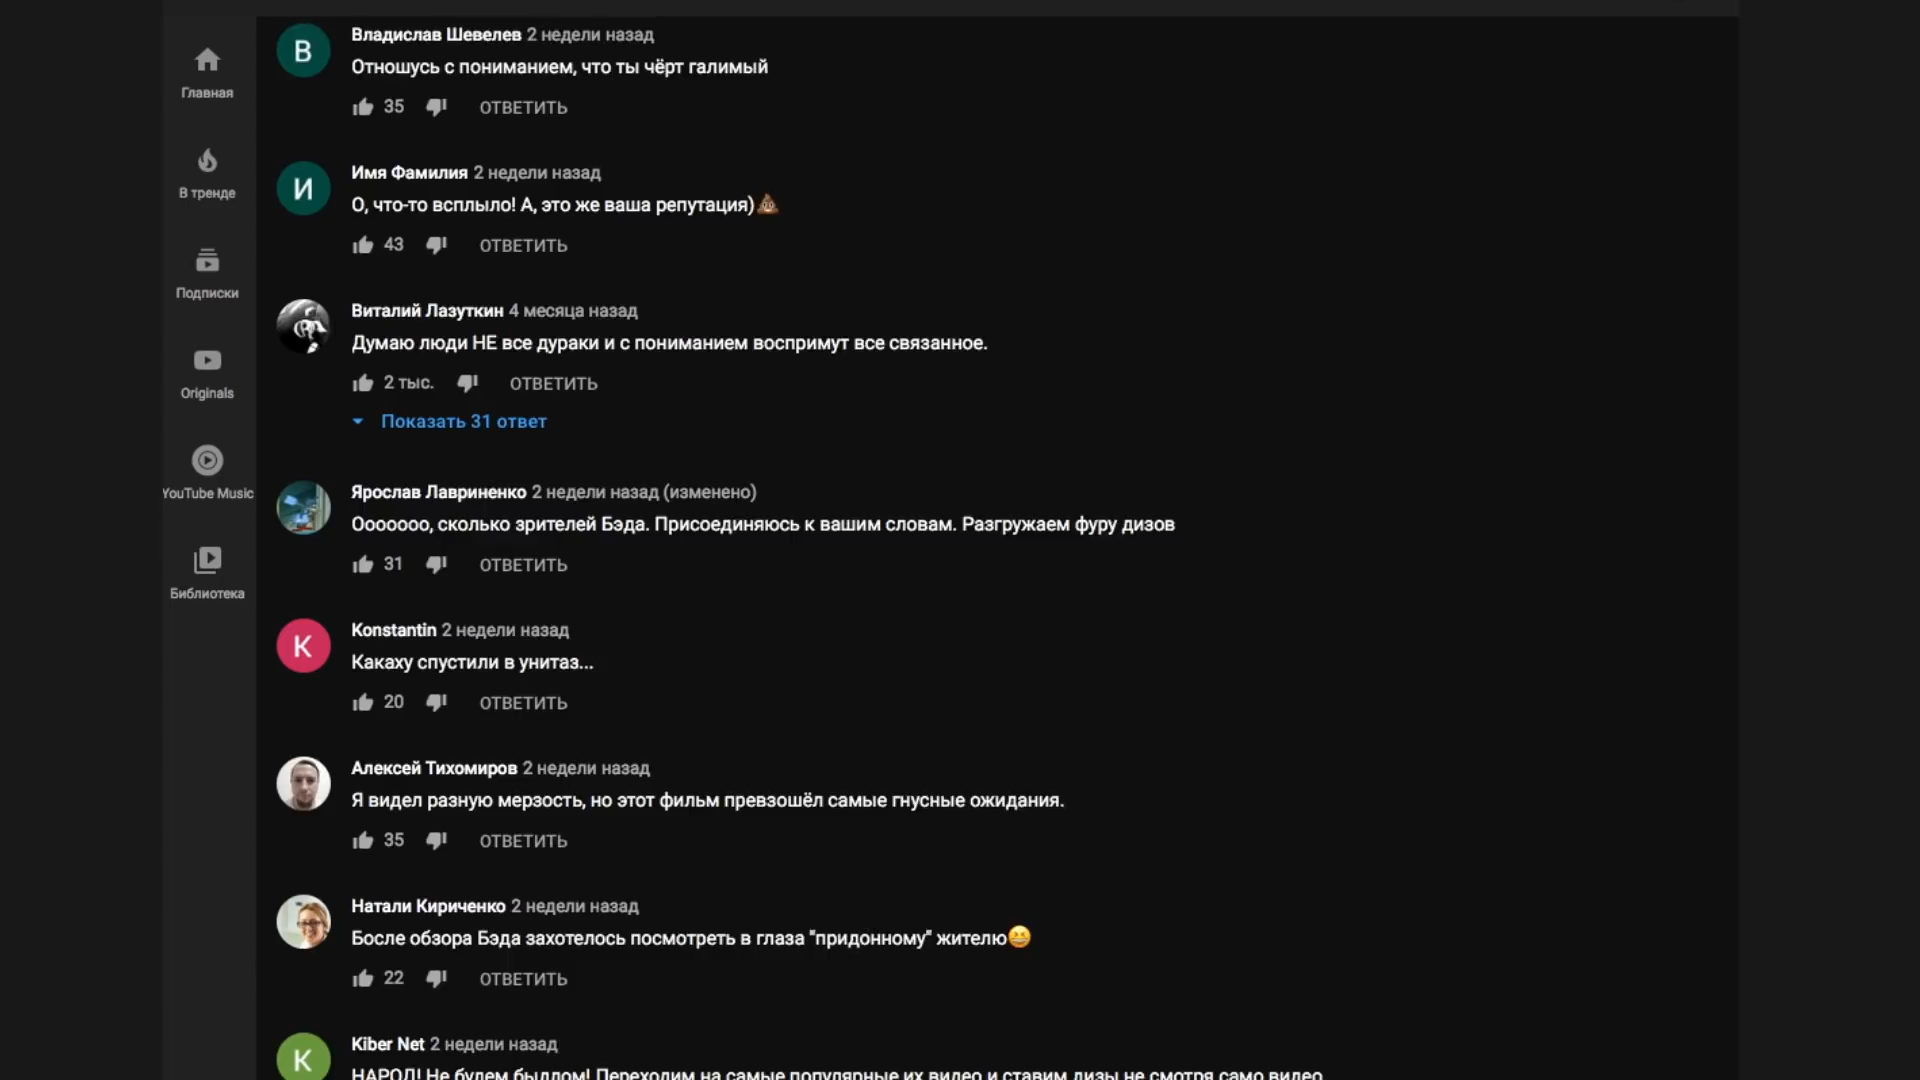 Главная
В тренде
Подписки
Originals
YouTube Music
Библиотека
В
Владислав Шевелев 2 недели назад
Отношусь с пониманием, что ты чёрт галимый
35 ОТВЕТИТЬ
И
Имя Фамилия 2 недели назад
О, что-то всплыло! А, это же ваша репутация)💩
43 ОТВЕТИТЬ
Виталий Лазуткин 4 месяца назад
Думаю люди НЕ все дураки и с пониманием воспримут все связанное.
2 тыс. ОТВЕТИТЬ
Показать 31 ответ
Ярослав Лавриненко 2 недели назад (изменено)
Ооооооо, сколько зрителей Бэда. Присоединяюсь к вашим словам. Разгружаем фуру дизов
31 ОТВЕТИТЬ
K
Konstantin 2 недели назад
Какаху спустили в унитаз...
20 ОТВЕТИТЬ
Алексей Тихомиров 2 недели назад
Я видел разную мерзость, но этот фильм превзошёл самые гнусные ожидания.
35 ОТВЕТИТЬ
Натали Кириченко 2 недели назад
Босле обзора Бэда захотелось посмотреть в глаза "придонному" жителю😆
22 ОТВЕТИТЬ
K
Kiber Net 2 недели назад
НАРОД! Не будем быдлом! Переходим на самые популярные их видео и ставим дизы не смотря само видео